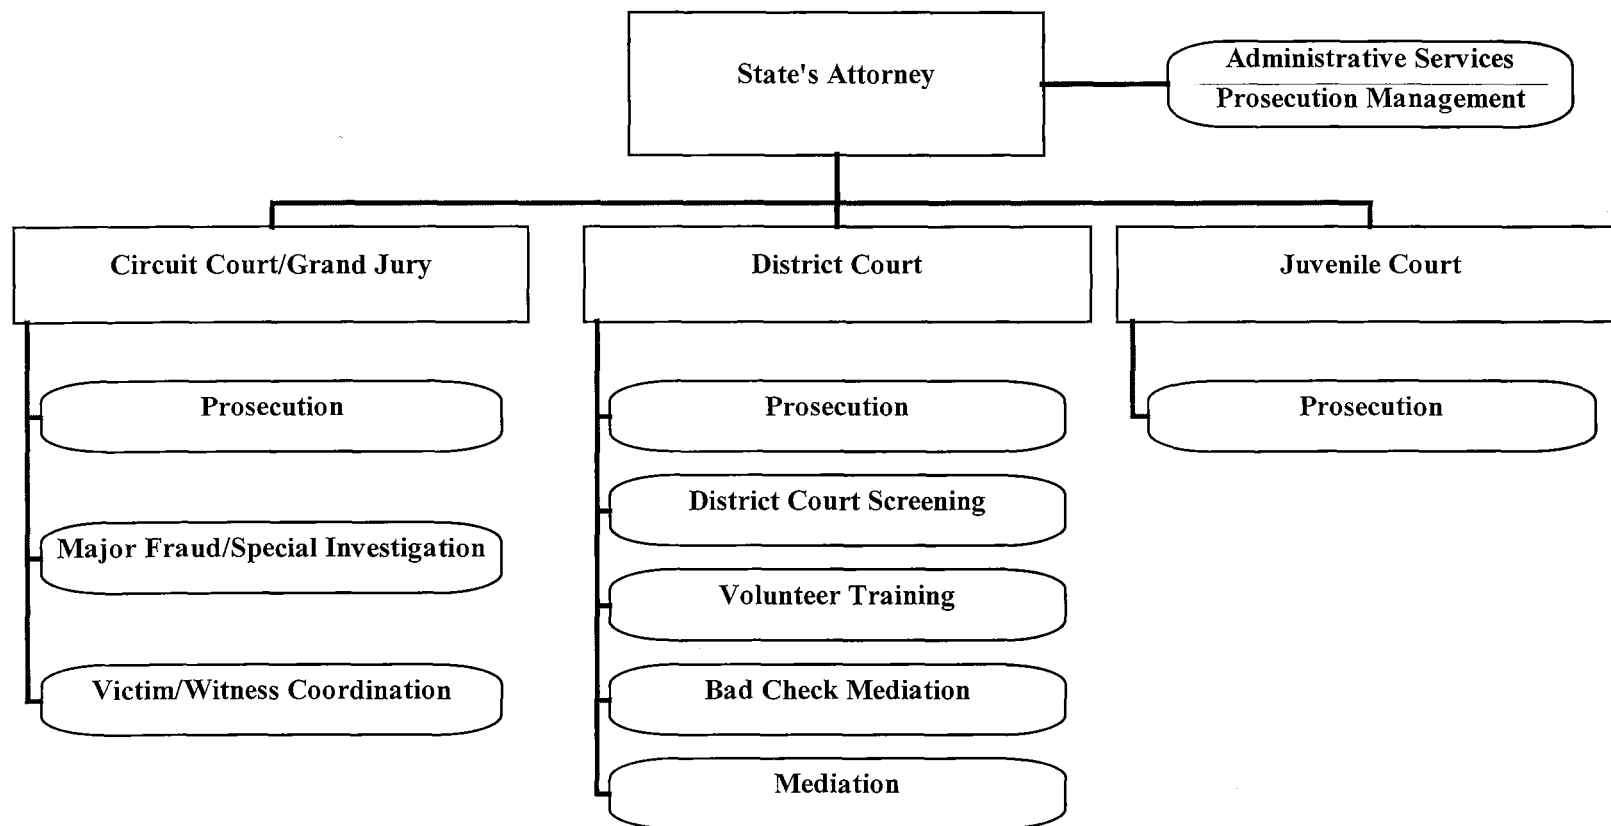 State's Attorney
Administrative Services
Prosecution Management
Circuit Court/Grand Jury
District Court
Juvenile Court
Prosecution
Prosecution
Prosecution
District Court Screening
Major Fraud/Special Investigation
Volunteer Training
Victim/Witness Coordination
Bad Check Mediation
Mediation